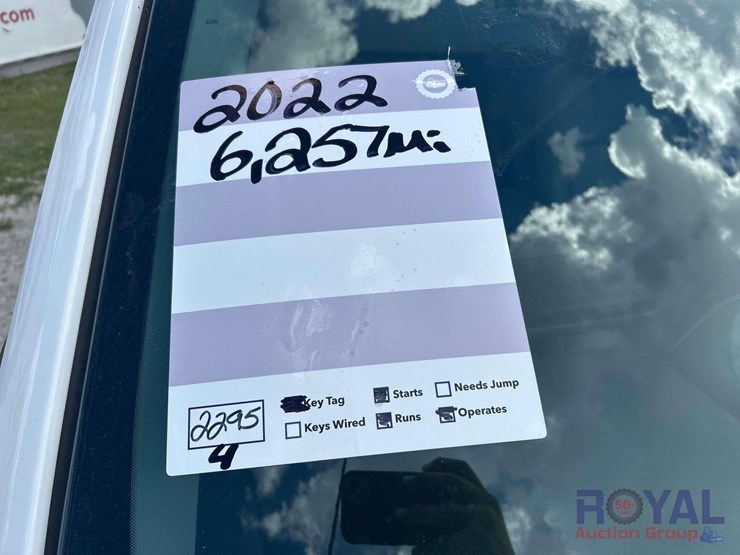 .com
2022
6,257mi
Key Tag
Starts
Needs Jump
2295
Keys Wired
Runs
Operates
4
ROYAL
Auction Group